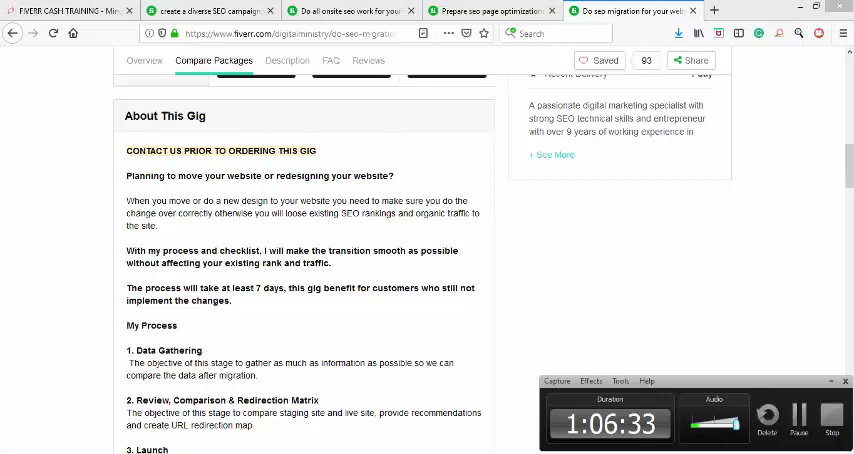 FIVERR CASH TRAINING - Mind
create a diverse SEO campaign
Do all onsite seo work for your
Prepare seo page optimizations
Do seo migration for your webs
https://www.fiverr.com/digitaiministry/do-seo-migratio
Search
Overview
Compare Packages
Description
FAQ
Reviews
Saved
93
Share
About This Gig
CONTACT US PRIOR TO ORDERING THIS GIG
Planning to move your website or redesigning your website?
When you move or do a new design to your website you need to make sure you do the
change over correctly otherwise you will loose existing SEO rankings and organic traffic to
the site.
With my process and checklist, I will make the transition smooth as possible
without affecting your existing rank and traffic.
The process will take at least 7 days, this gig benefit for customers who still not
implement the changes.
My Process
1. Data Gathering
The objective of this stage to gather as much as information as possible so we can
compare the data after migration.
2. Review, Comparison & Redirection Matrix
The objective of this stage to compare staging site and live site, provide recommendations
and create URL redirection map.
3. Launch
Recent Delivery
1 day
A passionate digital marketing specialist with
strong SEO technical skills and entrepreneur
with over 9 years of working experience in
+ See More
Capture Effects Tools Help
Duration
1:06:33
Audio
Delete
Pause
Stop